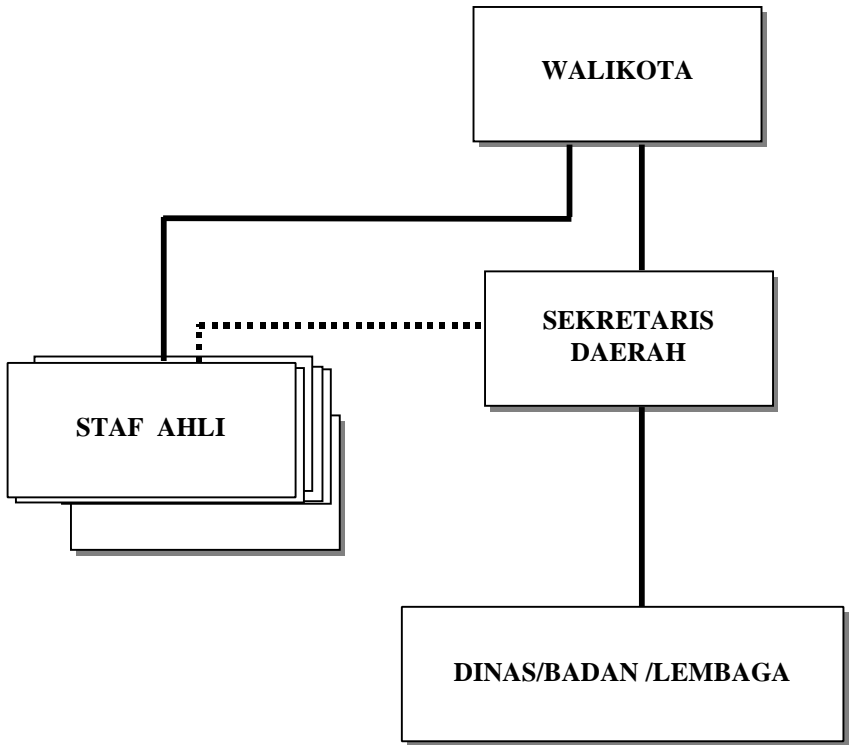 WALIKOTA
SEKRETARIS
DAERAH
STAF AHLI
DINAS/BADAN /LEMBAGA